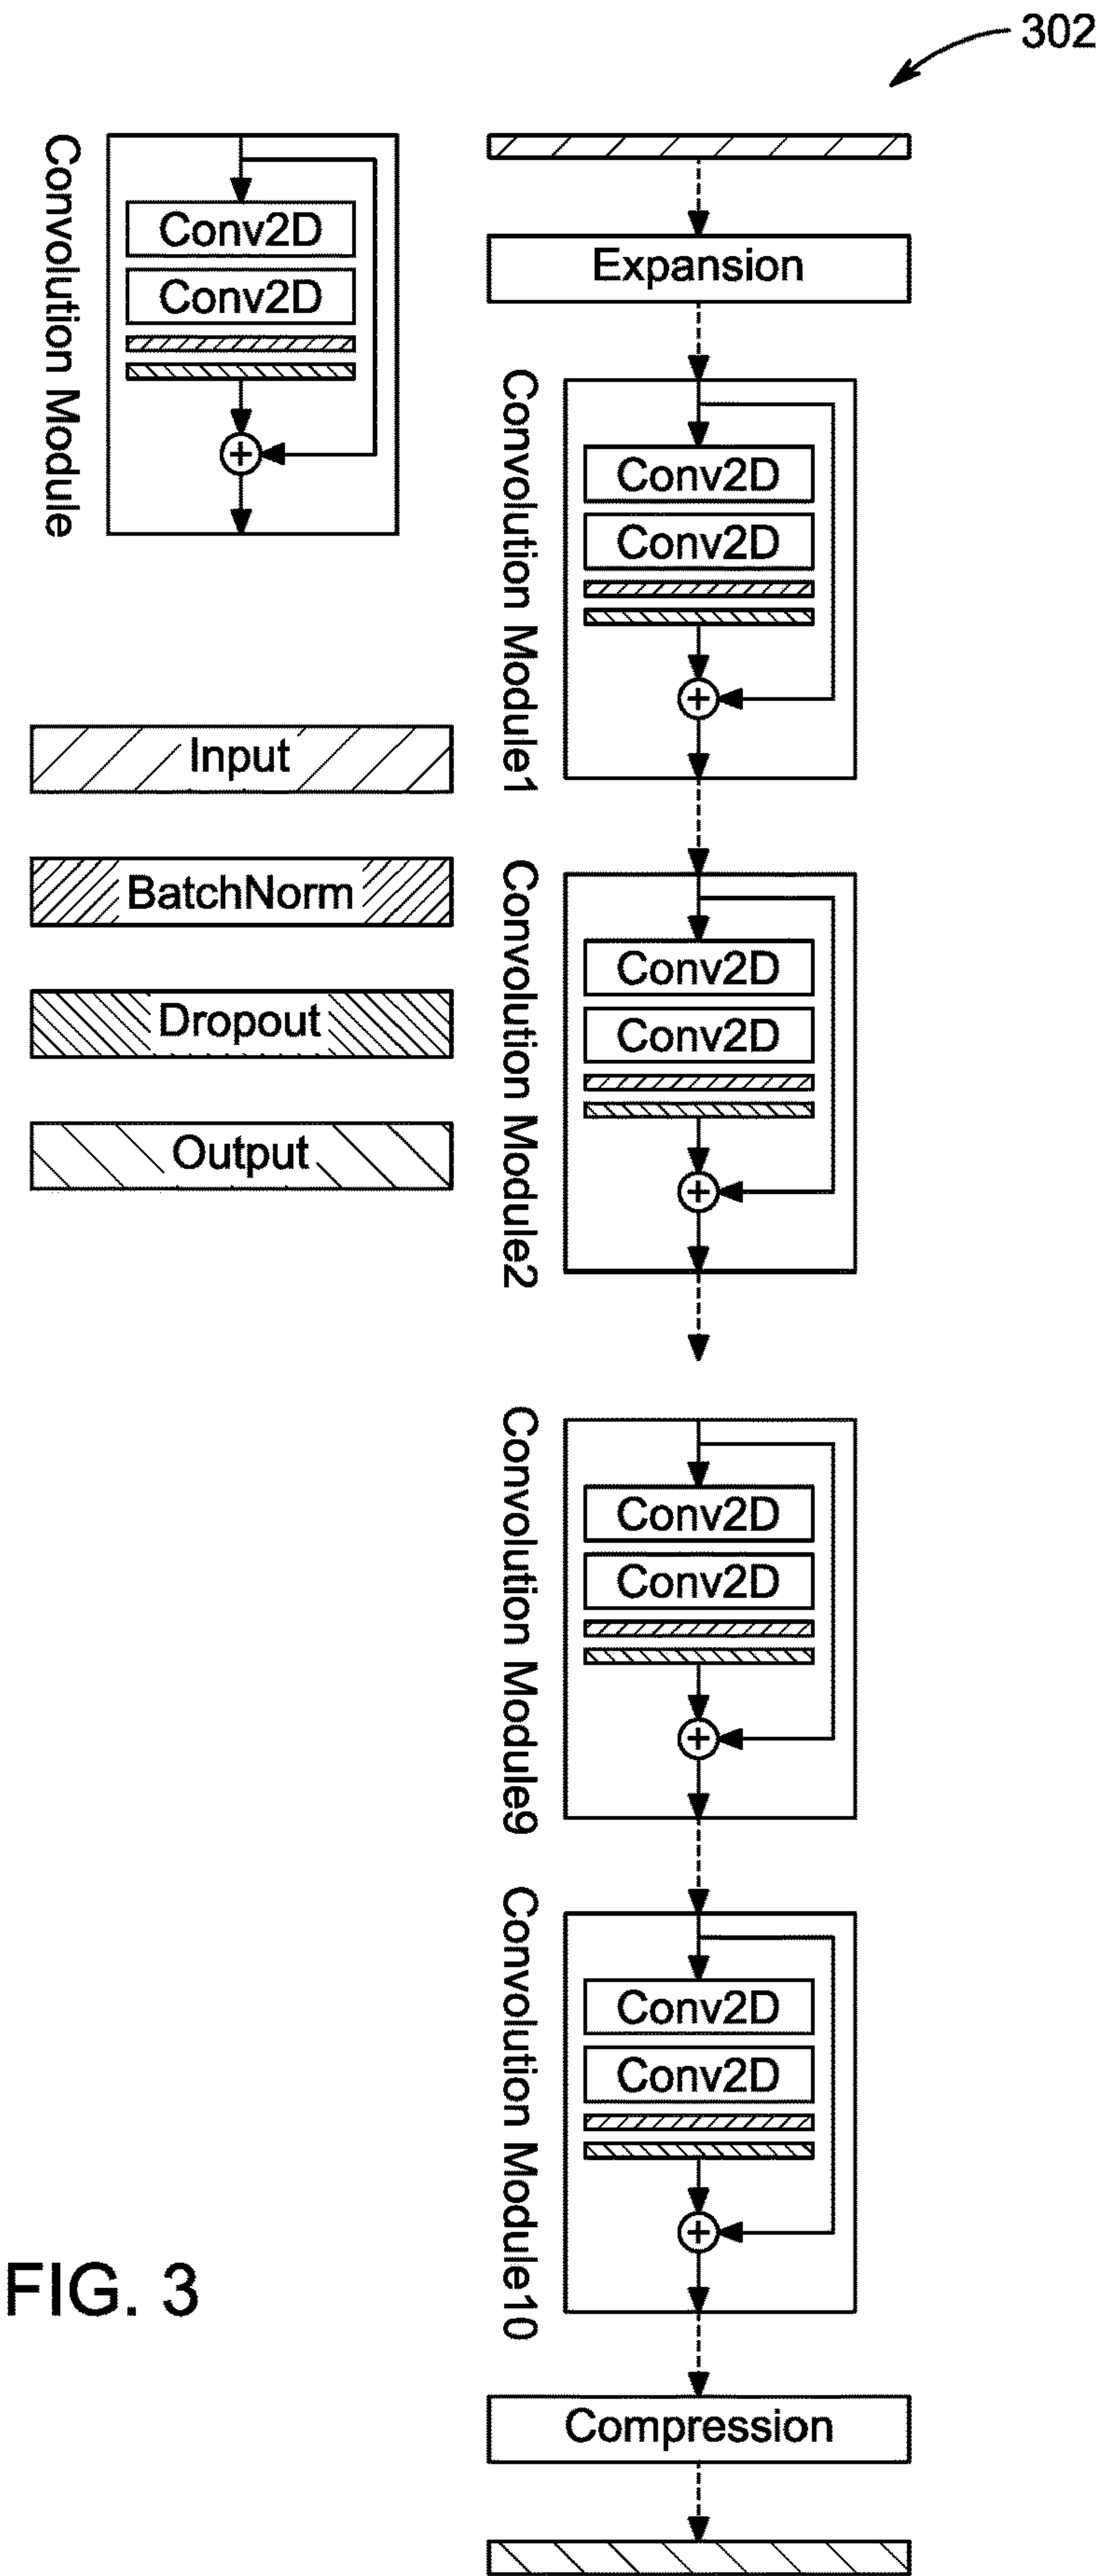 302
Convolution Module
Conv2D
Conv2D
+
Input
BatchNorm
Dropout
Output
Expansion
Convolution Module1
Conv2D
Conv2D
+
Convolution Module2
Conv2D
Conv2D
+
Convolution Module9
Conv2D
Conv2D
+
Convolution Module10
Conv2D
Conv2D
+
Compression
FIG. 3